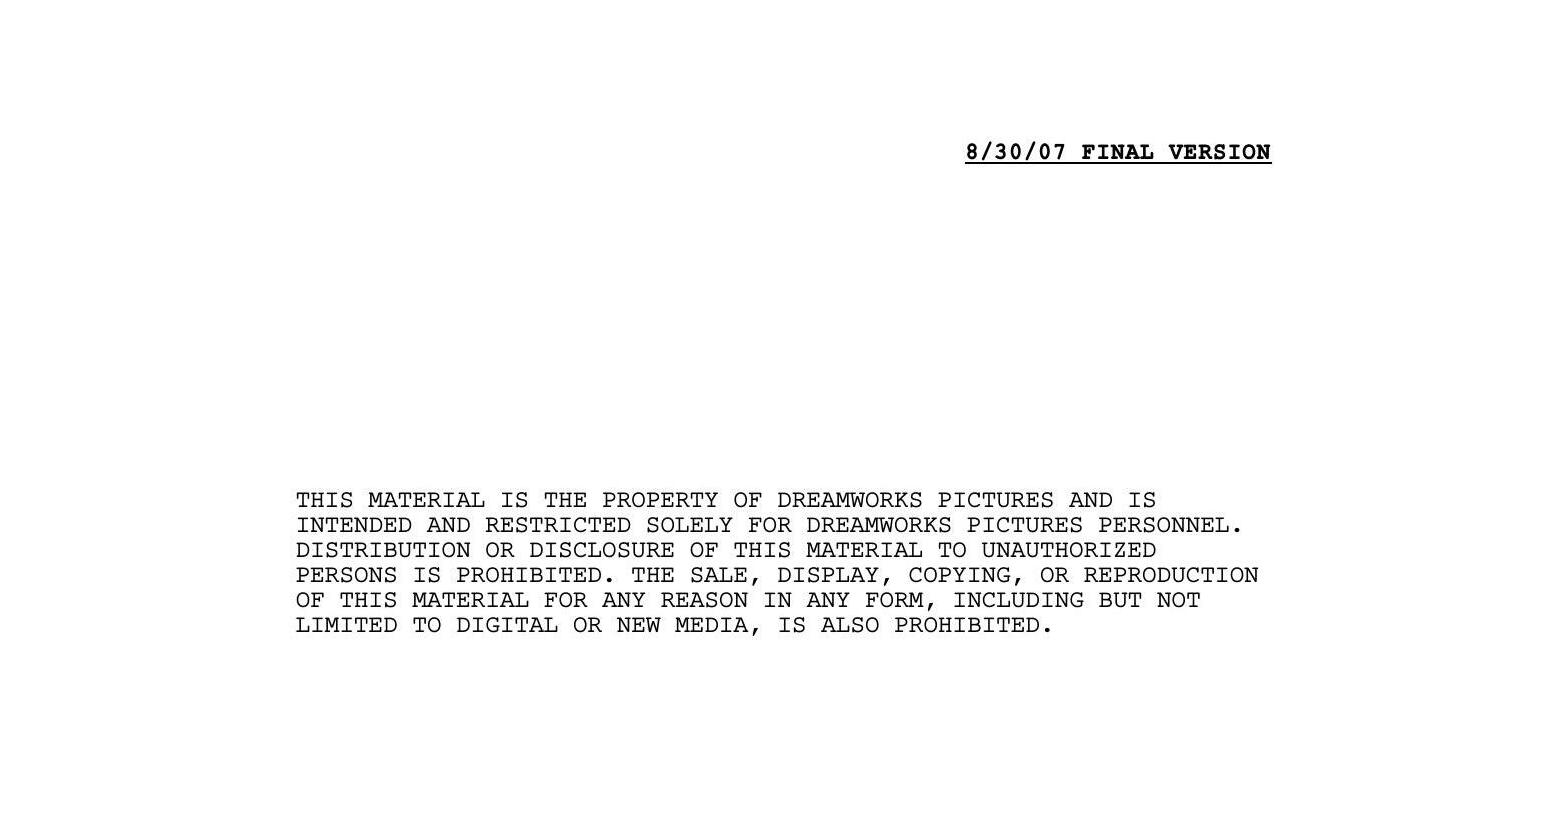 8/30/07 FINAL VERSION
THIS MATERIAL IS THE PROPERTY OF DREAMWORKS PICTURES AND IS
INTENDED AND RESTRICTED SOLELY FOR DREAMWORKS PICTURES PERSONNEL.
DISTRIBUTION OR DISCLOSURE OF THIS MATERIAL TO UNAUTHORIZED
PERSONS IS PROHIBITED. THE SALE, DISPLAY, COPYING, OR REPRODUCTION
OF THIS MATERIAL FOR ANY REASON IN ANY FORM, INCLUDING BUT NOT
LIMITED TO DIGITAL OR NEW MEDIA, IS ALSO PROHIBITED.